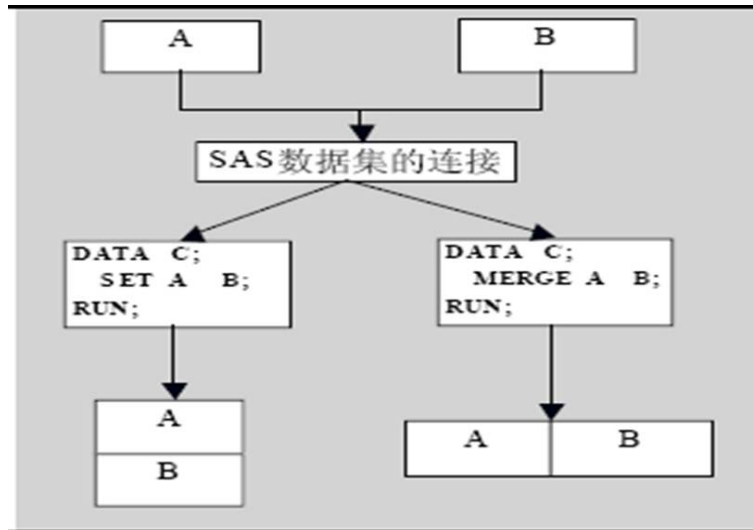 A
B
SAS数据集的连接
DATA C;
SET A B;
RUN;
DATA C;
MERGE A B;
RUN;
A
B
A B